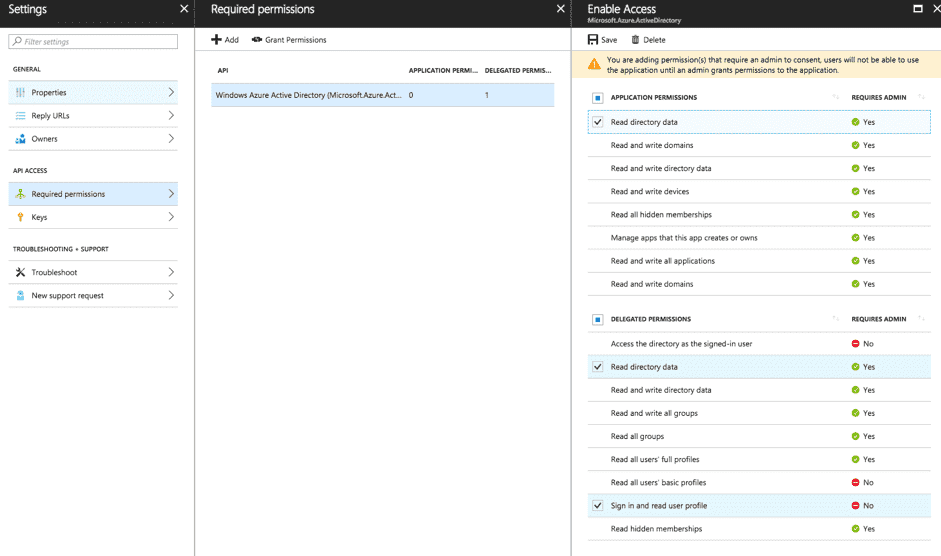 Settings
Filter settings
GENERAL
Properties
Reply URLs
Owners
API ACCESS
Required permissions
Keys
TROUBLESHOOTING + SUPPORT
Troubleshoot
New support request
Required permissions
Add Grant Permissions
API APPLICATION PERMI... DELEGATED PERMIS...
Windows Azure Active Directory (Microsoft.Azure.Act... 0 1
Enable Access
Microsoft.Azure.ActiveDirectory
Save Delete
You are adding permission(s) that require an admin to consent, users will not be able to use
the application until an admin grants permissions to the application.
APPLICATION PERMISSIONS REQUIRES ADMIN
Read directory data Yes
Read and write domains Yes
Read and write directory data Yes
Read and write devices Yes
Read all hidden memberships Yes
Manage apps that this app creates or owns Yes
Read and write all applications Yes
Read and write domains Yes
DELEGATED PERMISSIONS REQUIRES ADMIN
Access the directory as the signed-in user No
Read directory data Yes
Read and write directory data Yes
Read and write all groups Yes
Read all groups Yes
Read all users' full profiles Yes
Read all users' basic profiles No
Sign in and read user profile No
Read hidden memberships Yes